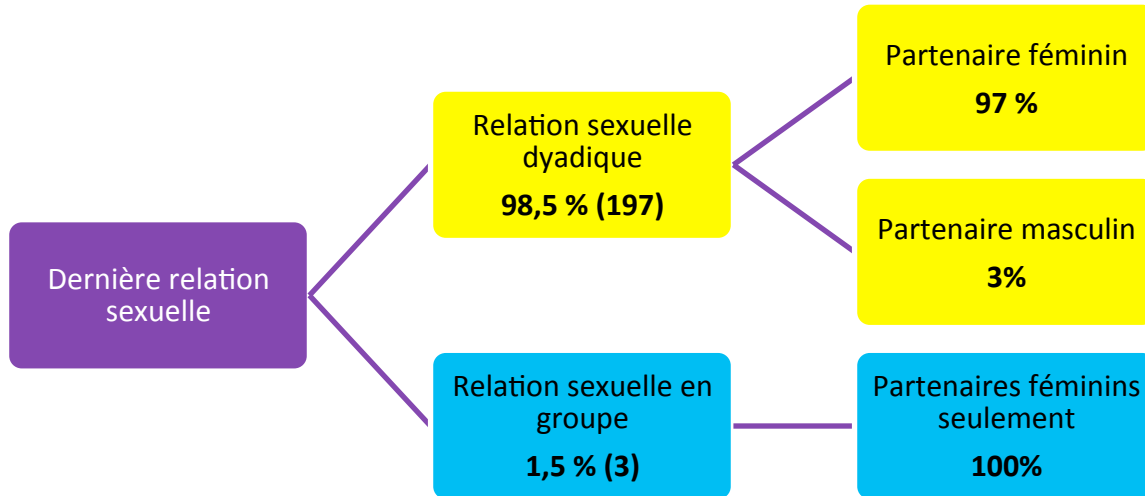 Dernière relation
sexuelle
Relation sexuelle
dyadique
98,5 % (197)
Partenaire féminin
97 %
Partenaire masculin
3%
Relation sexuelle en
groupe
1,5 % (3)
Partenaires féminins
seulement
100%